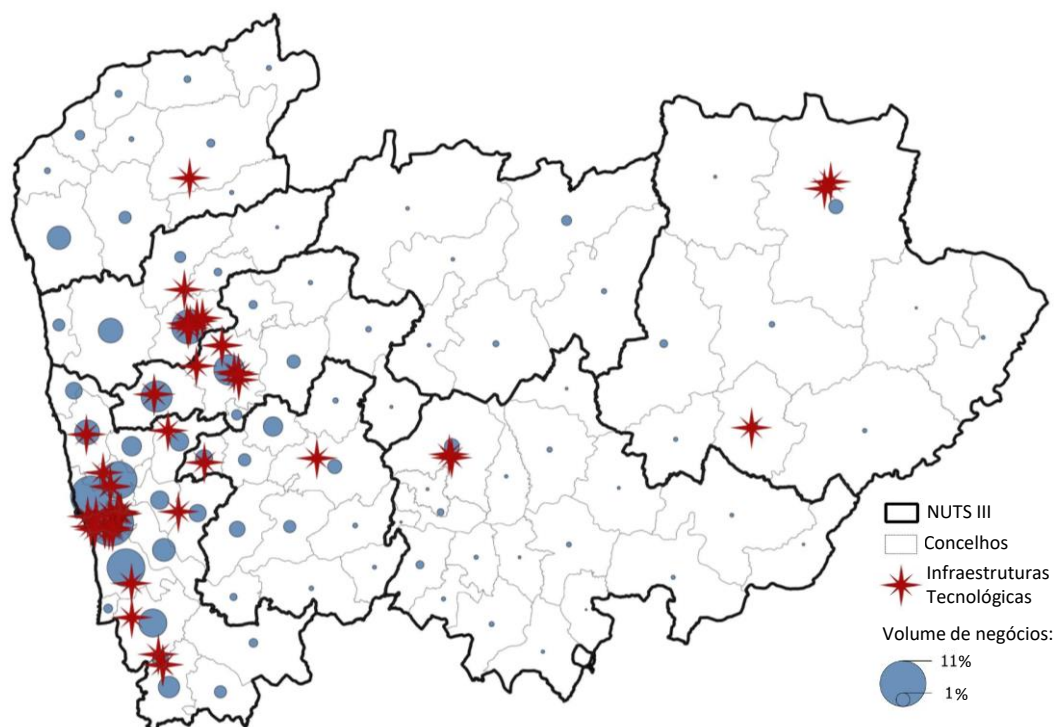 NUTS III
Concelhos
Infraestruturas
Tecnológicas
Volume de negócios:
11%
1%